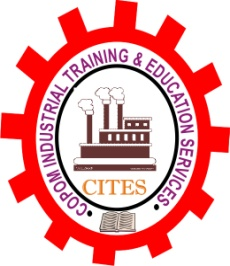 COPOM INDUSTRIAL TRAINING & EDUCATION SERVICES
CITES